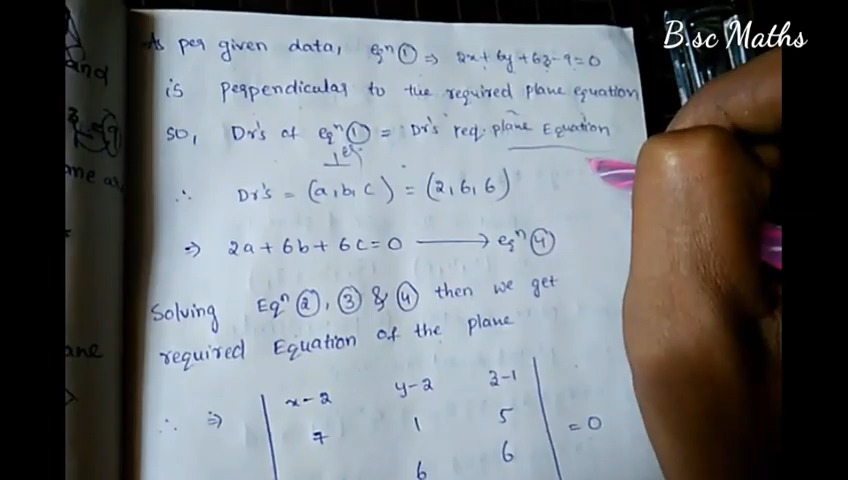 B.sc Maths
As per given data, eqⁿ ① ⇒ 2x + 6y + 6z - 9 = 0
is perpendicular to the required plane equation
so, Dr's of eqⁿ ① = Dr's req. plane Equation
∴ Dr's = (a, b, c) = (2, 6, 6)
⇒ 2a + 6b + 6c = 0 ⟶ eqⁿ ④
Solving Eqⁿ ②, ③ & ④ then we get
required Equation of the plane
∴ ⇒ | x-2 y-2 z-1 |
| 7 1 5 | = 0
6 6
and
ane